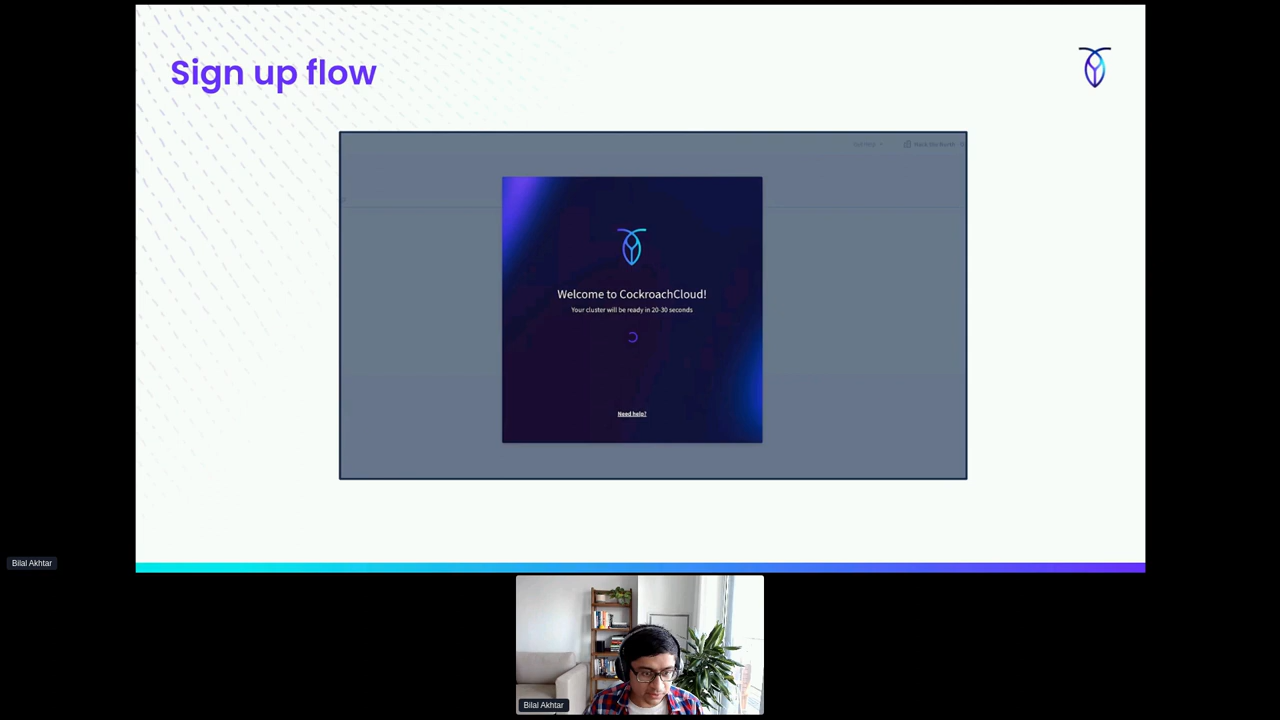 Sign up flow
Welcome to CockroachCloud!
Your cluster will be ready in 20-30 seconds
Need help?
Bilal Akhtar
Bilal Akhtar